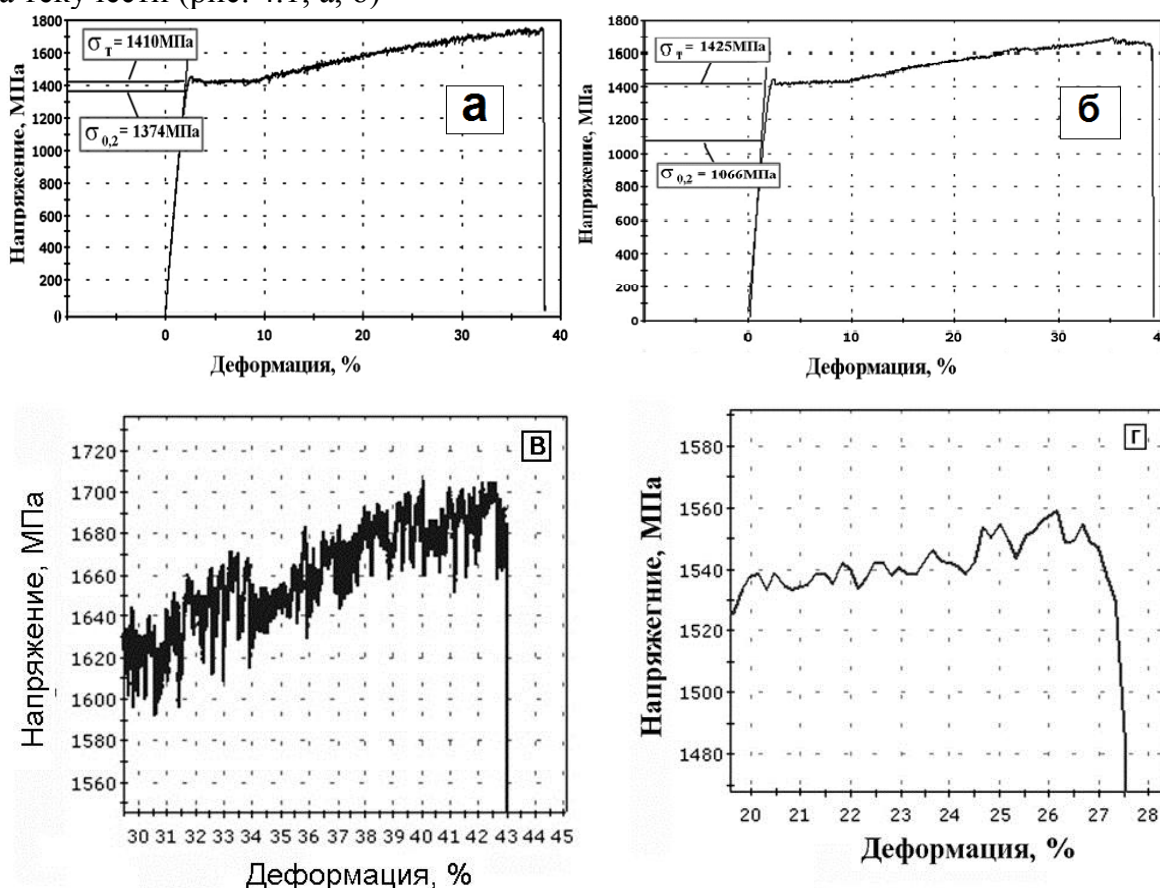 а текучести (рис. 4.1, а, б)
Напряжение, МПа
1800
1600
1400
1200
1000
800
600
400
200
0
σт = 1410МПа
σ0,2 = 1374МПа
а
0 10 20 30 40
Деформация, %
Напряжение, МПа
1800
1600
1400
1200
1000
800
600
400
200
0
σт = 1425МПа
σ0,2 = 1066МПа
б
0 10 20 30
Деформация, %
Напряжение, МПа
1720
1700
1680
1660
1640
1620
1600
1580
1560
в
30 31 32 33 34 35 36 37 38 39 40 41 42 43 44 45
Деформация, %
Напряжегние, МПа
1580
1560
1540
1520
1500
1480
г
20 21 22 23 24 25 26 27 28
Деформация, %